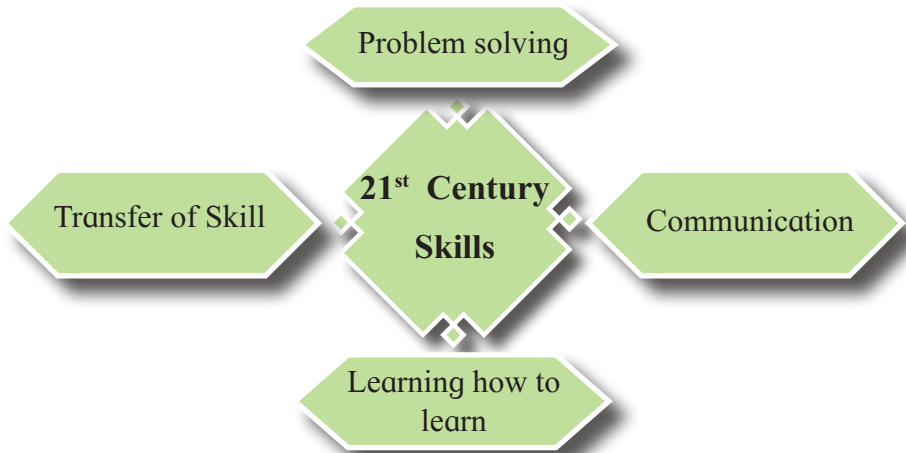 Problem solving
Transfer of Skill
21st Century
Skills
Communication
Learning how to
learn